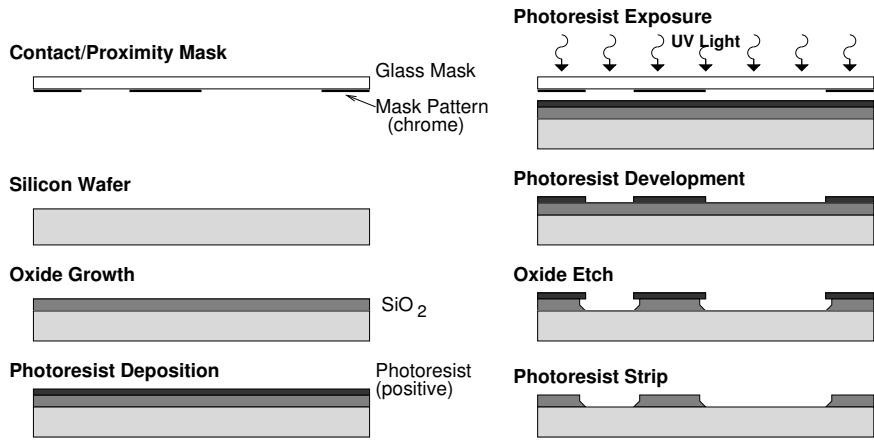 Contact/Proximity Mask
Glass Mask
Mask Pattern
(chrome)
Silicon Wafer
Oxide Growth
SiO 2
Photoresist Deposition
Photoresist
(positive)
Photoresist Exposure
UV Light
Photoresist Development
Oxide Etch
Photoresist Strip